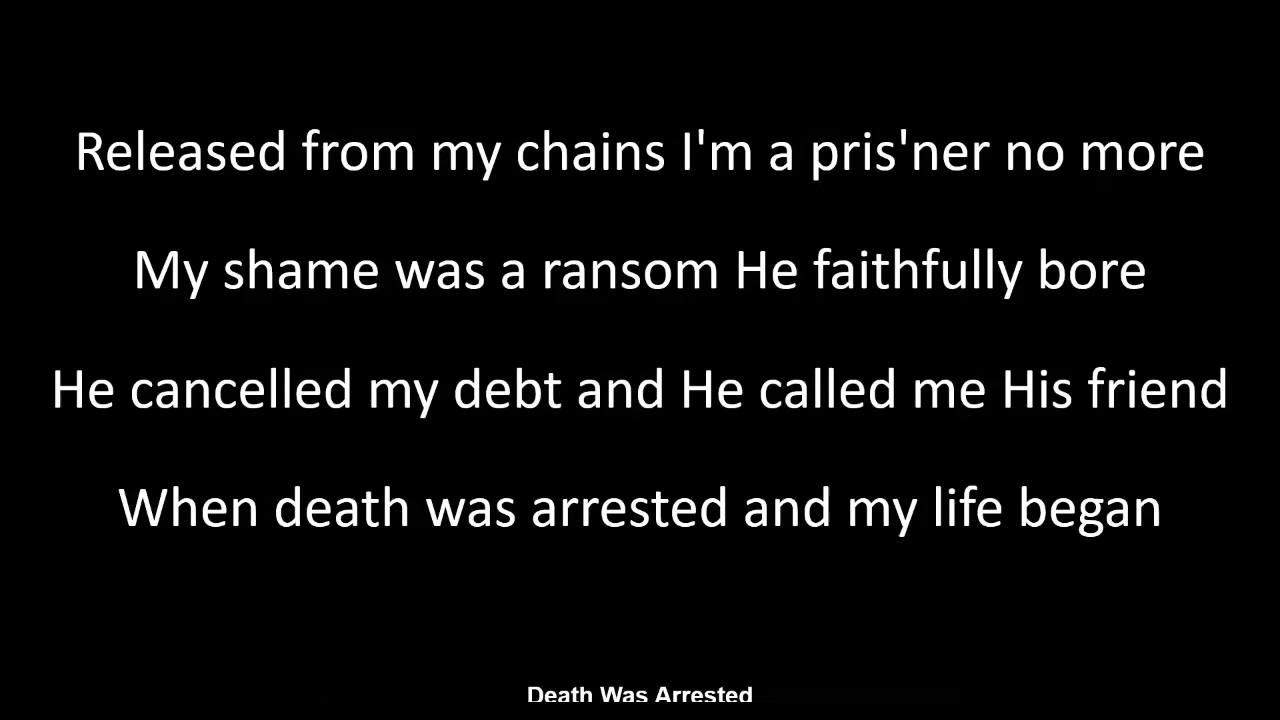 Released from my chains I'm a pris'ner no more
My shame was a ransom He faithfully bore
He cancelled my debt and He called me His friend
When death was arrested and my life began
Death Was Arrested